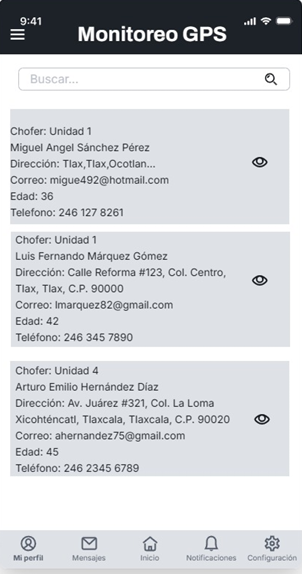 9:41
Monitoreo GPS
Buscar...
Chofer: Unidad 1
Miguel Angel Sánchez Pérez
Dirección: Tlax,Tlax,Ocotlan...
Correo: migue492@hotmail.com
Edad: 36
Telefono: 246 127 8261
Chofer: Unidad 1
Luis Fernando Márquez Gómez
Dirección: Calle Reforma #123, Col. Centro,
Tlax, Tlax, C.P. 90000
Correo: lmarquez82@gmail.com
Edad: 42
Teléfono: 246 345 7890
Chofer: Unidad 4
Arturo Emilio Hernández Díaz
Dirección: Av. Juárez #321, Col. La Loma
Xicohténcatl, Tlaxcala, Tlaxcala, C.P. 90020
Correo: ahernandez75@gmail.com
Edad: 45
Teléfono: 246 2345 6789
Mi perfil Mensajes Inicio Notificaciones Configuración